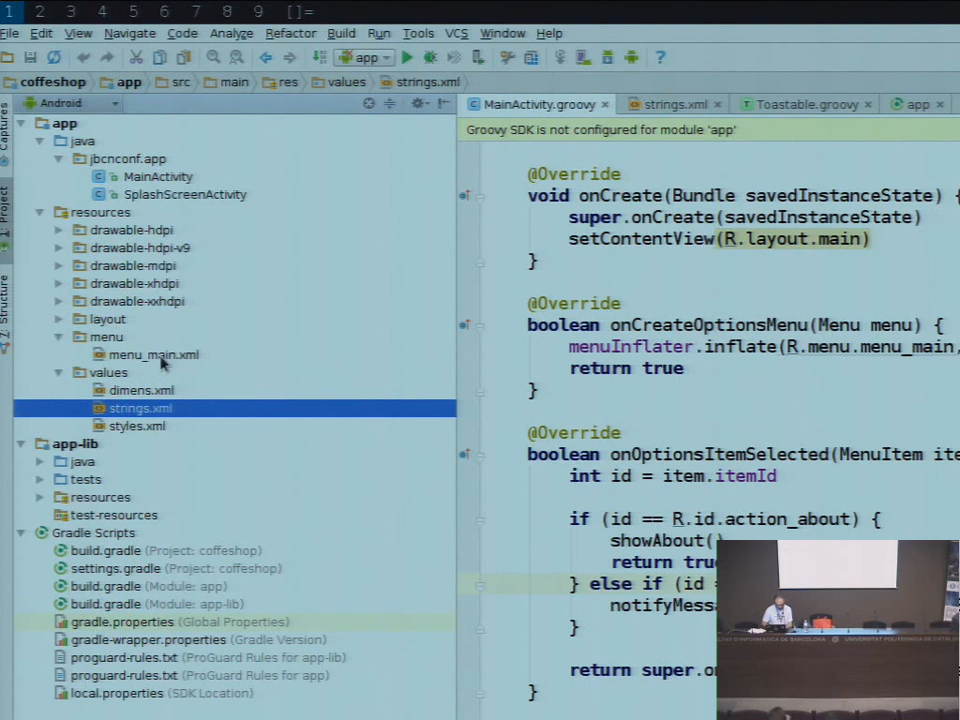 1 2 3 4 5 6 7 8 9 []=
File Edit View Navigate Code Analyze Refactor Build Run Tools VCS Window Help
app
coffeshop app src main res values strings.xml
Android
MainActivity.groovy strings.xml Toastable.groovy app
Groovy SDK is not configured for module 'app'
Captures
Project
Z: Structure
app
java
jbcnconf.app
MainActivity
SplashScreenActivity
resources
drawable-hdpi
drawable-hdpi-v9
drawable-mdpi
drawable-xhdpi
drawable-xxhdpi
layout
menu
menu_main.xml
values
dimens.xml
strings.xml
styles.xml
app-lib
java
tests
resources
test-resources
Gradle Scripts
build.gradle (Project: coffeshop)
settings.gradle (Project: coffeshop)
build.gradle (Module: app)
build.gradle (Module: app-lib)
gradle.properties (Global Properties)
gradle-wrapper.properties (Gradle Version)
proguard-rules.txt (ProGuard Rules for app-lib)
proguard-rules.txt (ProGuard Rules for app)
local.properties (SDK Location)
@Override
void onCreate(Bundle savedInstanceState) {
super.onCreate(savedInstanceState)
setContentView(R.layout.main)
}
@Override
boolean onCreateOptionsMenu(Menu menu) {
menuInflater.inflate(R.menu.menu_main,
return true
}
@Override
boolean onOptionsItemSelected(MenuItem ite
int id = item.itemId
if (id == R.id.action_about) {
showAbout()
return true
} else if (id
notifyMess
}
return super.o
}